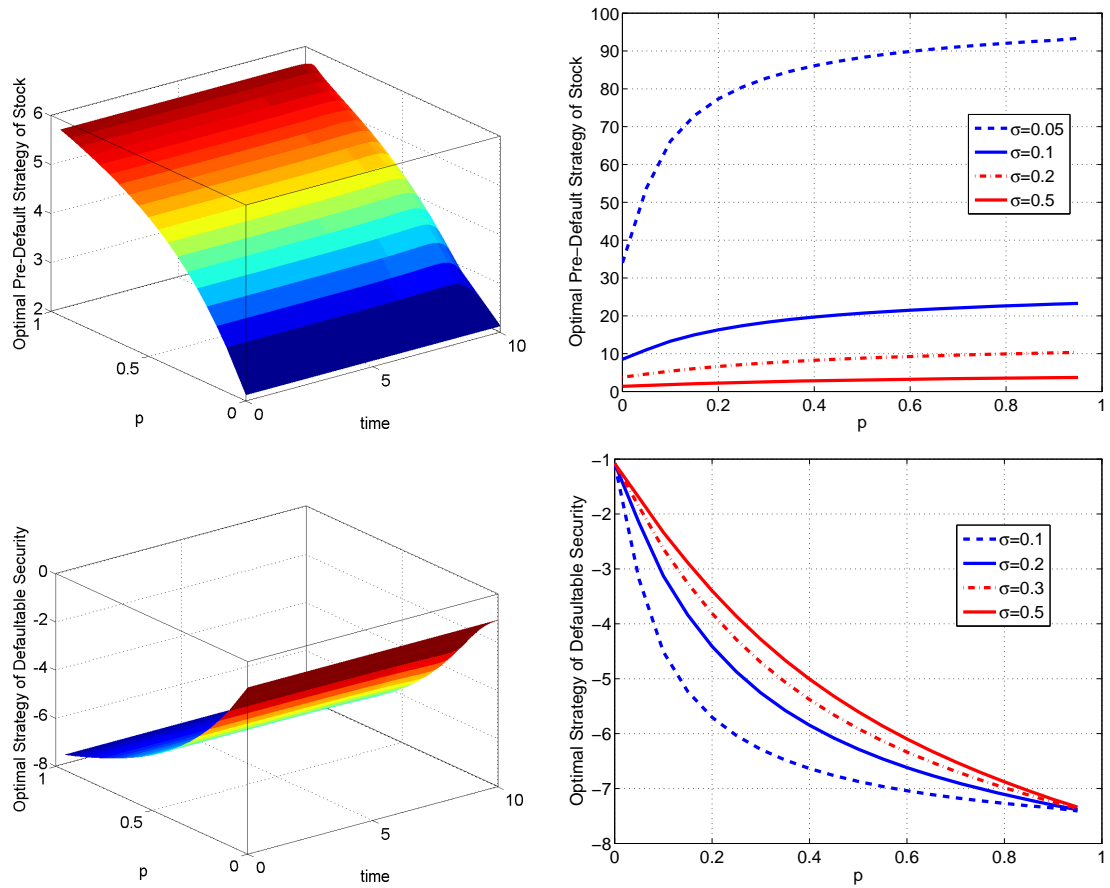 Optimal Pre-Default Strategy of Stock
6
5
4
3
2
1
0.5
0
p
0
5
10
time
Optimal Pre−Default Strategy of Stock
100
90
80
70
60
50
40
30
20
10
0
0
0.2
0.4
0.6
0.8
1
p
σ=0.05
σ=0.1
σ=0.2
σ=0.5
Optimal Strategy of Defaultable Security
0
-2
-4
-6
-8
1
0.5
0
p
0
5
10
time
Optimal Strategy of Defaultable Security
−1
−2
−3
−4
−5
−6
−7
−8
0
0.2
0.4
0.6
0.8
1
p
σ=0.1
σ=0.2
σ=0.3
σ=0.5